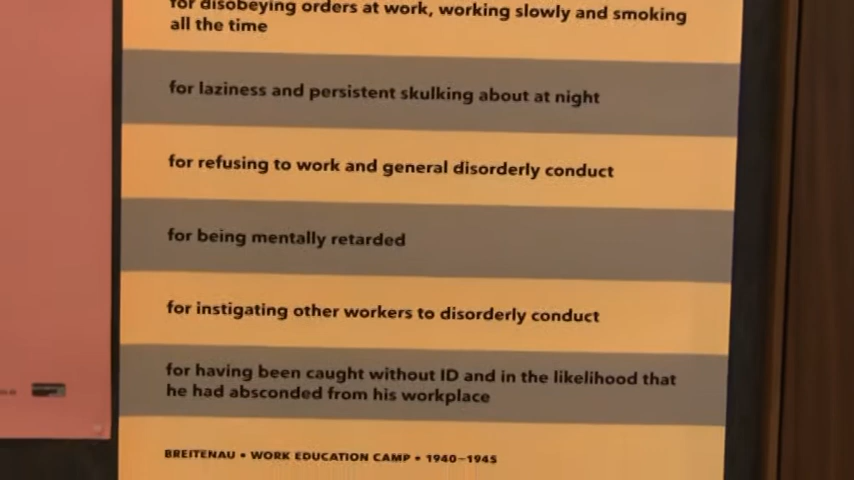 for disobeying orders at work, working slowly and smoking
all the time
for laziness and persistent skulking about at night
for refusing to work and general disorderly conduct
for being mentally retarded
for instigating other workers to disorderly conduct
for having been caught without ID and in the likelihood that
he had absconded from his workplace
BREITENAU • WORK EDUCATION CAMP • 1940–1945